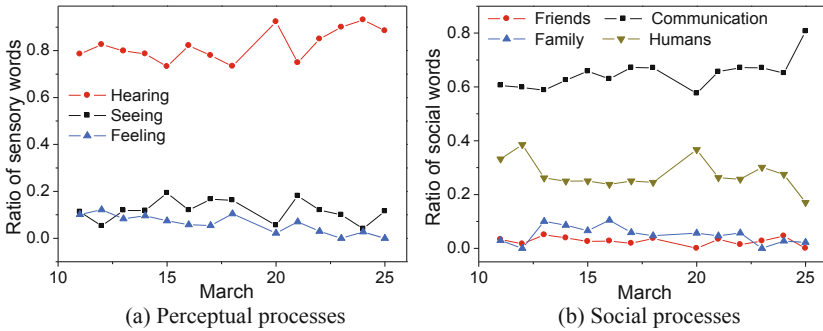 Ratio of sensory words
0.8
0.6
0.4
0.2
0.0
Hearing
Seeing
Feeling
10 15 20 25
March
(a) Perceptual processes
Friends Communication
Family Humans
Ratio of social words
0.8
0.6
0.4
0.2
0.0
10 15 20 25
March
(b) Social processes